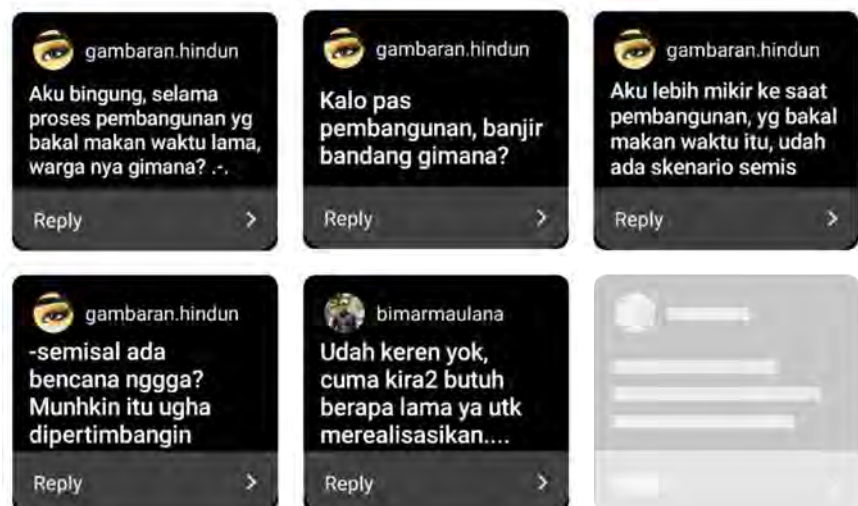 gambaran.hindun
Aku bingung, selama
proses pembangunan yg
bakal makan waktu lama,
warga nya gimana? .-.
Reply
gambaran.hindun
Kalo pas
pembangunan, banjir
bandang gimana?
Reply
gambaran.hindun
Aku lebih mikir ke saat
pembangunan, yg bakal
makan waktu itu, udah
ada skenario semis
Reply
gambaran.hindun
-semisal ada
bencana nggga?
Munhkin itu ugha
dipertimbangin
Reply
bimarmaulana
Udah keren yok,
cuma kira2 butuh
berapa lama ya utk
merealisasikan....
Reply